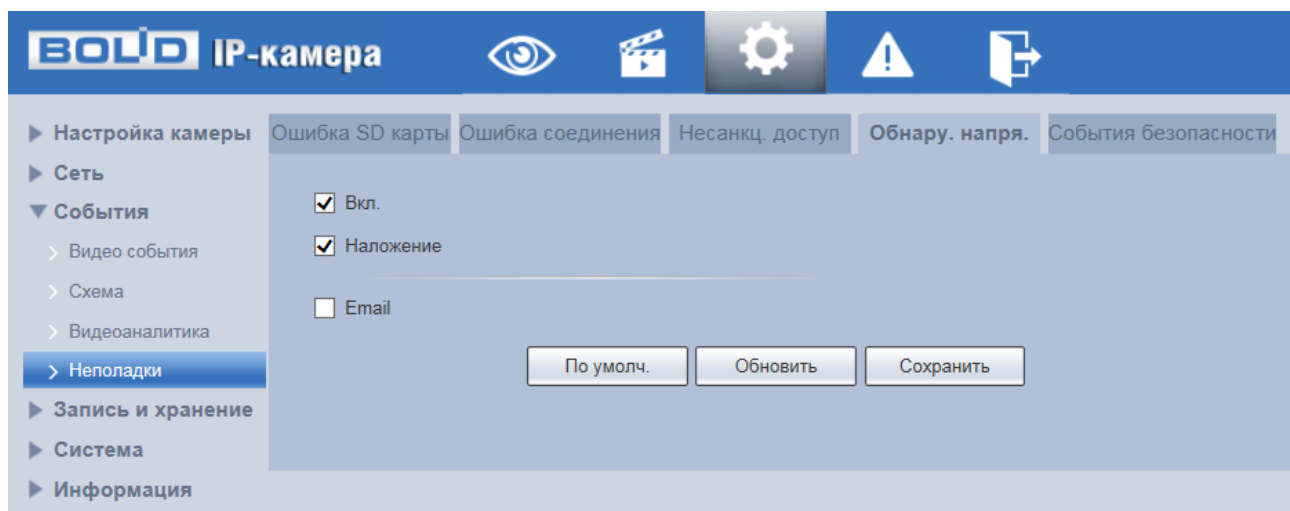 BOLID IP-камера
Настройка камеры
Сеть
События
Видео события
Схема
Видеоаналитика
Неполадки
Запись и хранение
Система
Информация
Ошибка SD карты Ошибка соединения Несанкц. доступ Обнару. напря. События безопасности
Вкл.
Наложение
Email
По умолч. Обновить Сохранить